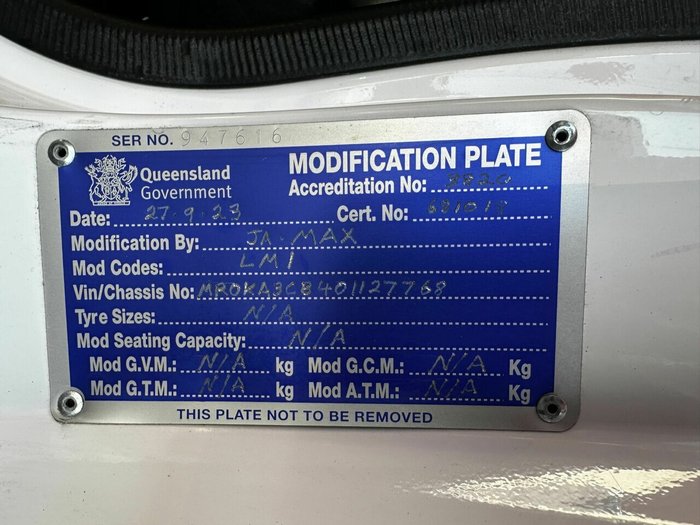 SER NO. 947616
Queensland Government
MODIFICATION PLATE
Accreditation No:
Date: 27.9.23 Cert. No:
Modification By: JA-MAX
Mod Codes: LM1
Vin/Chassis No: MR0KA3CB401127768
Tyre Sizes: N/A
Mod Seating Capacity: N/A
Mod G.V.M.: N/A kg Mod G.C.M.: N/A Kg
Mod G.T.M.: N/A kg Mod A.T.M.: N/A Kg
THIS PLATE NOT TO BE REMOVED